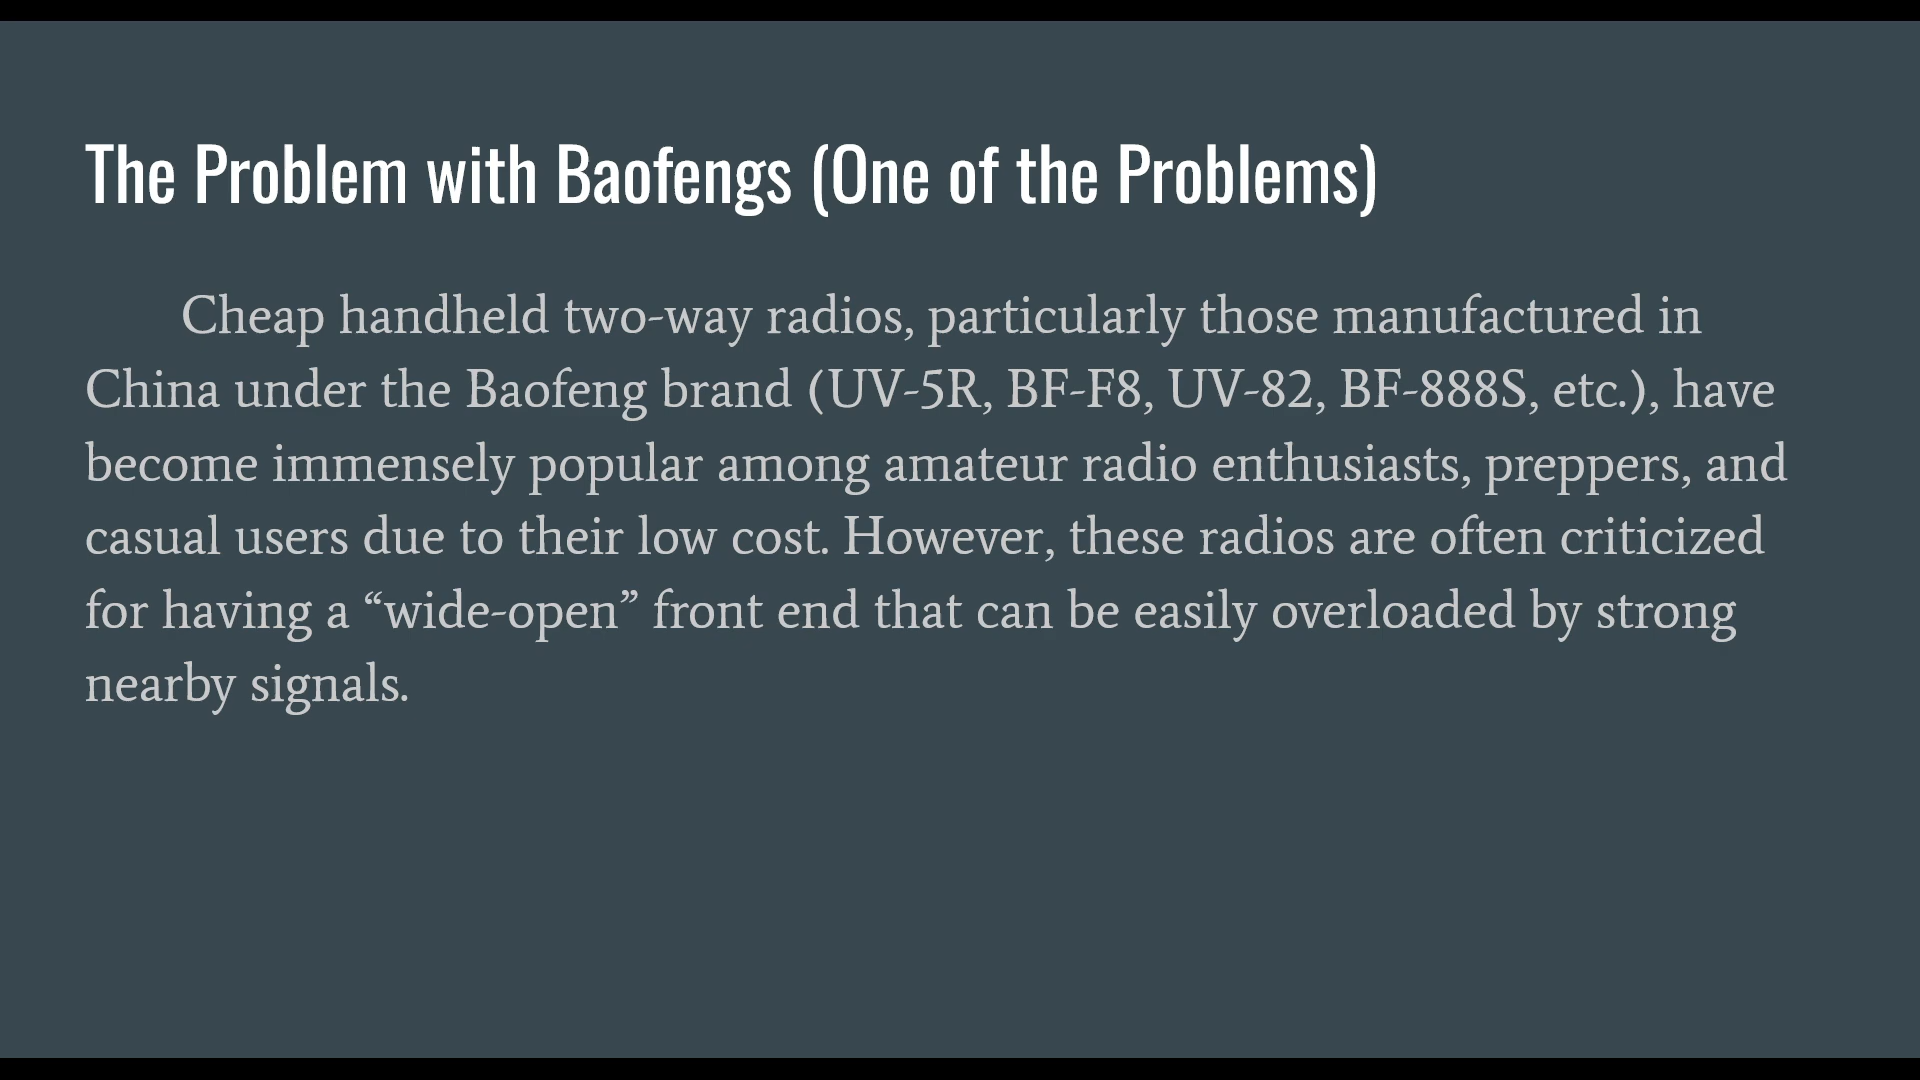 The Problem with Baofengs (One of the Problems)
Cheap handheld two-way radios, particularly those manufactured in
China under the Baofeng brand (UV-5R, BF-F8, UV-82, BF-888S, etc.), have
become immensely popular among amateur radio enthusiasts, preppers, and
casual users due to their low cost. However, these radios are often criticized
for having a “wide-open” front end that can be easily overloaded by strong
nearby signals.